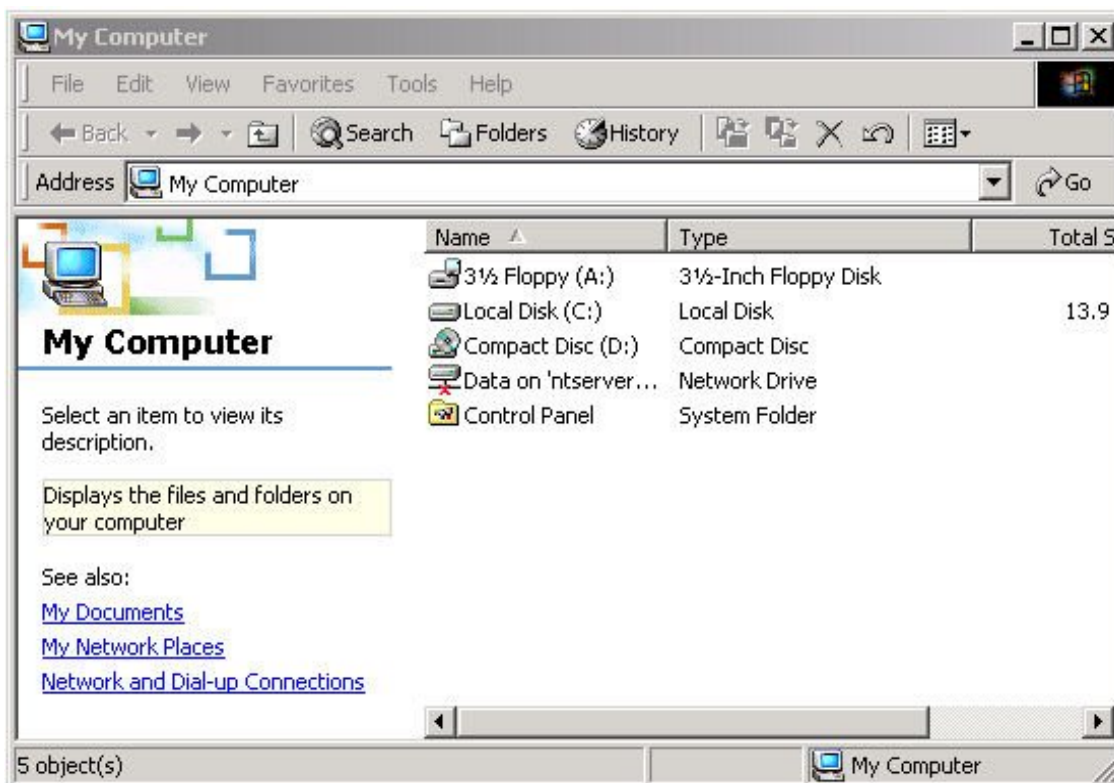 My Computer
File Edit View Favorites Tools Help
Back Search Folders History
Address My Computer Go
Name Type Total S
3½ Floppy (A:) 3½-Inch Floppy Disk
Local Disk (C:) Local Disk 13.9
Compact Disc (D:) Compact Disc
Data on 'ntserver... Network Drive
Control Panel System Folder
My Computer
Select an item to view its
description.
Displays the files and folders on
your computer
See also:
My Documents
My Network Places
Network and Dial-up Connections
5 object(s) My Computer